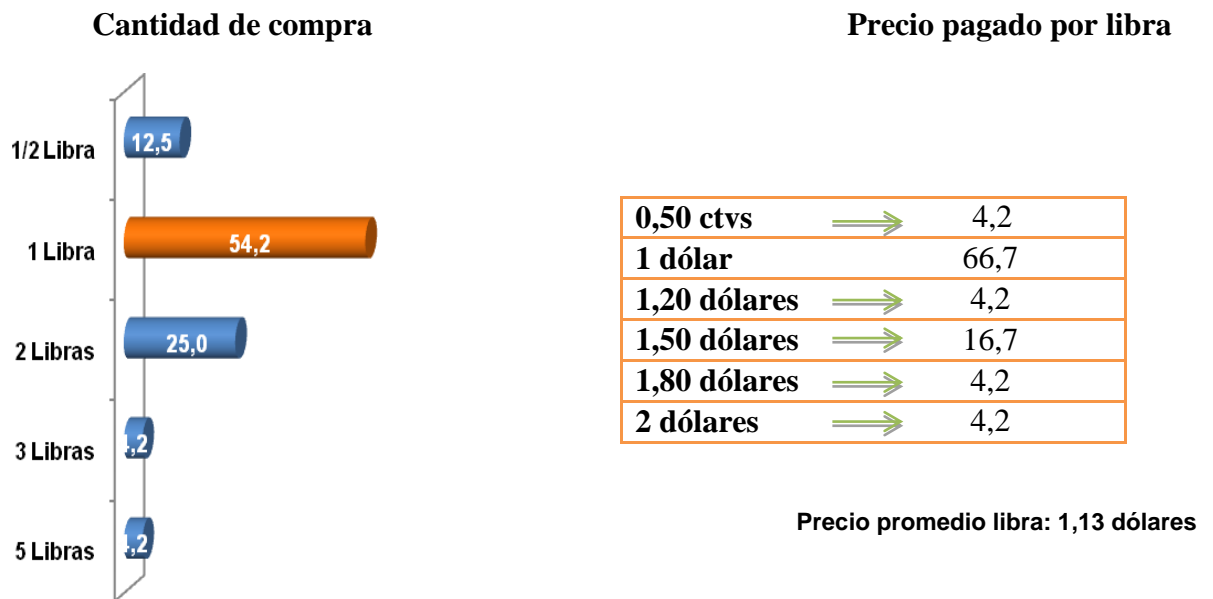 Cantidad de compra
Precio pagado por libra
1/2 Libra 12,5
1 Libra 54,2
2 Libras 25,0
3 Libras ,2
5 Libras ,2
0,50 ctvs 4,2
1 dólar 66,7
1,20 dólares 4,2
1,50 dólares 16,7
1,80 dólares 4,2
2 dólares 4,2
Precio promedio libra: 1,13 dólares